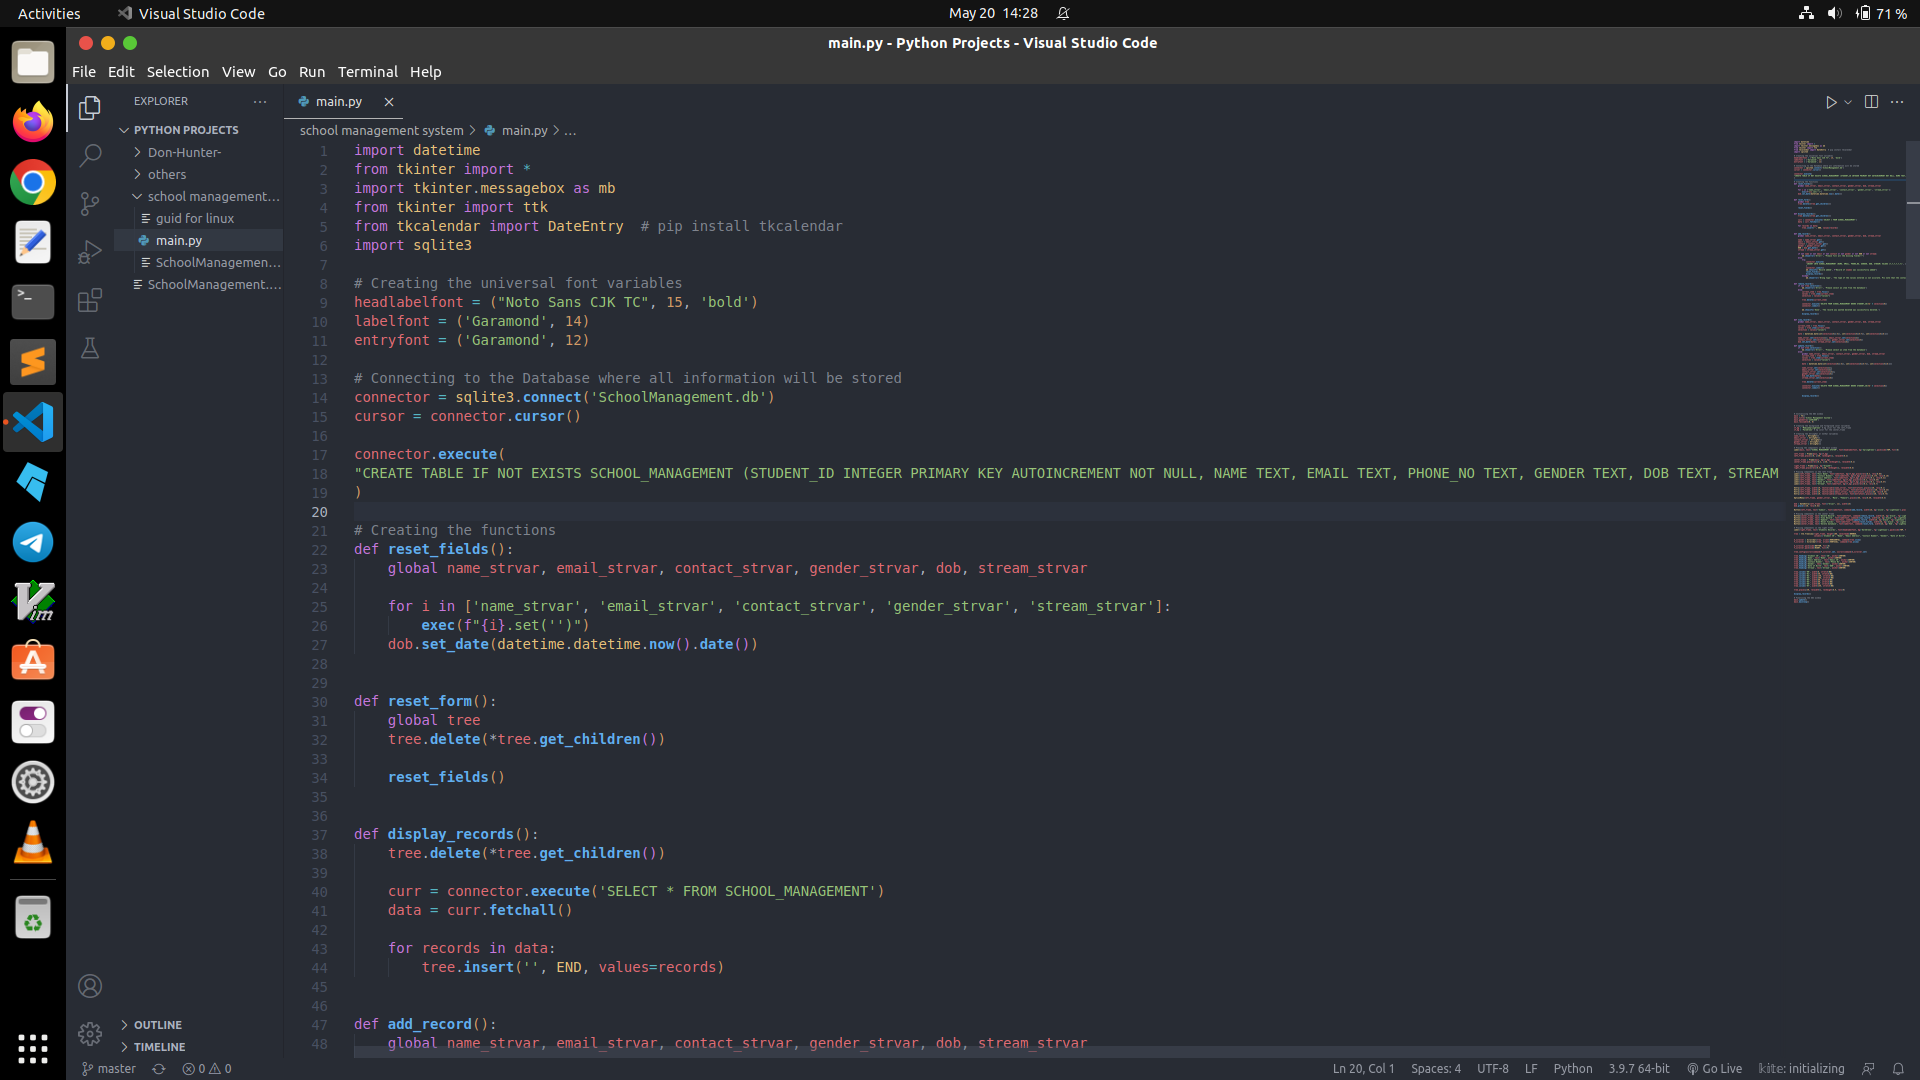 Activities Visual Studio Code May 20 14:28 71 %
main.py - Python Projects - Visual Studio Code
File Edit Selection View Go Run Terminal Help
EXPLORER
PYTHON PROJECTS
Don-Hunter-
others
school management...
guid for linux
main.py
SchoolManagemen...
SchoolManagement....
OUTLINE
TIMELINE
main.py
school management system > main.py > ...
1 import datetime
2 from tkinter import *
3 import tkinter.messagebox as mb
4 from tkinter import ttk
5 from tkcalendar import DateEntry  # pip install tkcalendar
6 import sqlite3
7
8 # Creating the universal font variables
9 headlabelfont = ("Noto Sans CJK TC", 15, 'bold')
10 labelfont = ('Garamond', 14)
11 entryfont = ('Garamond', 12)
12
13 # Connecting to the Database where all information will be stored
14 connector = sqlite3.connect('SchoolManagement.db')
15 cursor = connector.cursor()
16
17 connector.execute(
18 "CREATE TABLE IF NOT EXISTS SCHOOL_MANAGEMENT (STUDENT_ID INTEGER PRIMARY KEY AUTOINCREMENT NOT NULL, NAME TEXT, EMAIL TEXT, PHONE_NO TEXT, GENDER TEXT, DOB TEXT, STREAM
19 )
20
21 # Creating the functions
22 def reset_fields():
23     global name_strvar, email_strvar, contact_strvar, gender_strvar, dob, stream_strvar
24
25     for i in ['name_strvar', 'email_strvar', 'contact_strvar', 'gender_strvar', 'stream_strvar']:
26         exec(f"{i}.set('')")
27     dob.set_date(datetime.datetime.now().date())
28
29
30 def reset_form():
31     global tree
32     tree.delete(*tree.get_children())
33
34     reset_fields()
35
36
37 def display_records():
38     tree.delete(*tree.get_children())
39
40     curr = connector.execute('SELECT * FROM SCHOOL_MANAGEMENT')
41     data = curr.fetchall()
42
43     for records in data:
44         tree.insert('', END, values=records)
45
46
47 def add_record():
48     global name_strvar, email_strvar, contact_strvar, gender_strvar, dob, stream_strvar
master 0 0 Ln 20, Col 1 Spaces: 4 UTF-8 LF Python 3.9.7 64-bit Go Live kite: initializing